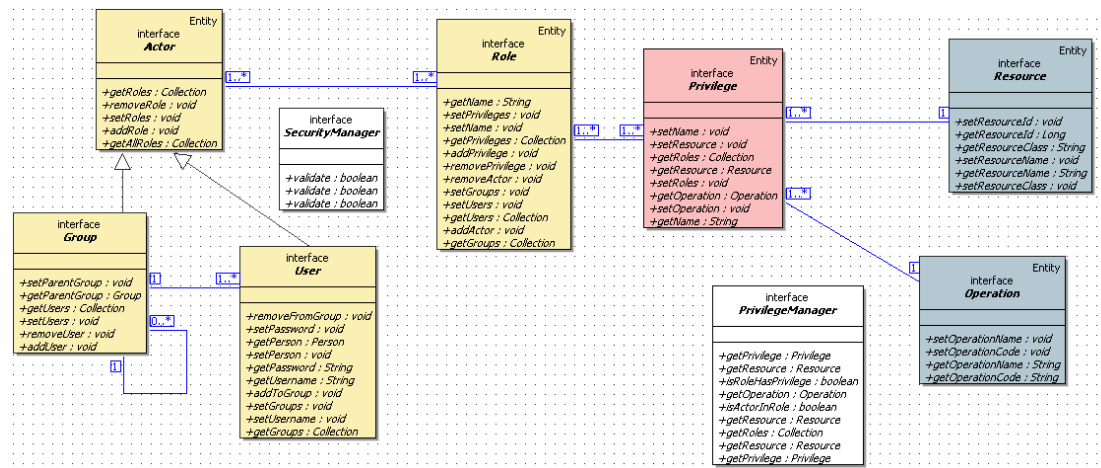 Entity
interface
Actor
+getRoles : Collection
+removeRole : void
+setRoles : void
+addRole : void
+getAllRoles : Collection
1..*
1..*
Entity
interface
Role
+getName : String
+setPrivileges : void
+setName : void
+getPrivileges : Collection
+addPrivilege : void
+removePrivilege : void
+removeActor : void
+setGroups : void
+setUsers : void
+getUsers : Collection
+addActor : void
+getGroups : Collection
1..*
1..*
Entity
interface
Privilege
+setName : void
+setResource : void
+getRoles : Collection
+getResource : Resource
+setRoles : void
+getOperation : Operation
+setOperation : void
+getName : String
1..*
1
1..*
1
Entity
interface
Resource
+setResourceId : void
+getResourceId : Long
+getResourceClass : String
+setResourceName : void
+getResourceName : String
+setResourceClass : void
interface
SecurityManager
+validate : boolean
+validate : boolean
+validate : boolean
interface
Group
+setParentGroup : void
+getParentGroup : Group
+getUsers : Collection
+setUsers : void
+removeUser : void
+addUser : void
1
1..*
0..*
1
interface
User
+removeFromGroup : void
+setPassword : void
+getPerson : Person
+setPerson : void
+getPassword : String
+getUsername : String
+addToGroup : void
+setGroups : void
+setUsername : void
+getGroups : Collection
interface
PrivilegeManager
+getPrivilege : Privilege
+getResource : Resource
+isRoleHasPrivilege : boolean
+getOperation : Operation
+isActorInRole : boolean
+getResource : Resource
+getRoles : Collection
+getResource : Resource
+getPrivilege : Privilege
Entity
interface
Operation
+setOperationName : void
+setOperationCode : void
+getOperationName : String
+getOperationCode : String